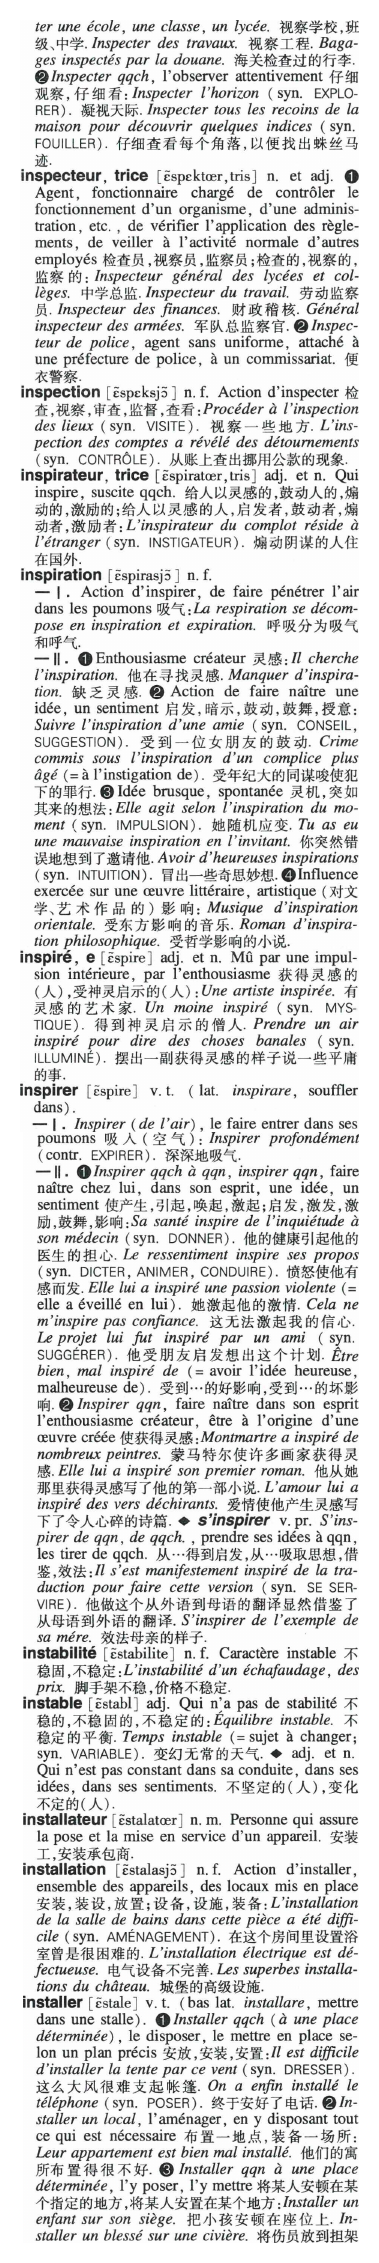 ter une école, une classe, un lycée. 视察学校,班
级、中学. Inspecter des travaux. 视察工程. Baga-
ges inspectés par la douane. 海关检查过的行李.
❷ Inspecter qqch, l'observer attentivement 仔细
观察,仔细看: Inspecter l'horizon (syn. EXPLO-
RER). 凝视天际. Inspecter tous les recoins de la
maison pour découvrir quelques indices (syn.
FOUILLER). 仔细查看每个角落,以便找出蛛丝马
迹.
inspecteur, trice [ɛ̃spɛktœr,tris] n. et adj. ❶
Agent, fonctionnaire chargé de contrôler le
fonctionnement d'un organisme, d'une adminis-
tration, etc., de vérifier l'application des règle-
ments, de veiller à l'activité normale d'autres
employés 检查员,视察员,监察员;检查的,视察的,
监察的: Inspecteur général des lycées et col-
lèges. 中学总监. Inspecteur du travail. 劳动监察
员. Inspecteur des finances. 财政稽核. Général
inspecteur des armées. 军队总监察官. ❷ Inspec-
teur de police, agent sans uniforme, attaché à
une préfecture de police, à un commissariat. 便
衣警察.
inspection [ɛ̃spɛksjɔ̃] n. f. Action d'inspecter 检
查,视察,审查,监督,查看: Procéder à l'inspection
des lieux (syn. VISITE). 视察一些地方. L'ins-
pection des comptes a révélé des détournements
(syn. CONTRÔLE). 从账上查出挪用公款的现象.
inspirateur, trice [ɛ̃spiratœr,tris] adj. et n. Qui
inspire, suscite qqch. 给人以灵感的,鼓动人的,煽
动的,激励的;给人以灵感的人,启发者,鼓动者,煽
动者,激励者: L'inspirateur du complot réside à
l'étranger (syn. INSTIGATEUR). 煽动阴谋的人住
在国外.
inspiration [ɛ̃spirasjɔ̃] n. f.
— I. Action d'inspirer, de faire pénétrer l'air
dans les poumons 吸气: La respiration se décom-
pose en inspiration et expiration. 呼吸分为吸气
和呼气.
— II. ❶ Enthousiasme créateur 灵感: Il cherche
l'inspiration. 他在寻找灵感. Manquer d'inspira-
tion. 缺乏灵感. ❷ Action de faire naître une
idée, un sentiment 启发,暗示,鼓动,鼓舞,授意:
Suivre l'inspiration d'une amie (syn. CONSEIL,
SUGGESTION). 受到一位女朋友的鼓动. Crime
commis sous l'inspiration d'un complice plus
âgé (= à l'instigation de). 受年纪大的同谋唆使犯
下的罪行. ❸ Idée brusque, spontanée 灵机,突如
其来的想法: Elle agit selon l'inspiration du mo-
ment (syn. IMPULSION). 她随机应变. Tu as eu
une mauvaise inspiration en l'invitant. 你突然错
误地想到了邀请他. Avoir d'heureuses inspirations
(syn. INTUITION). 冒出一些奇思妙想. ❹ Influence
exercée sur une œuvre littéraire, artistique (对文
学、艺术作品的)影响: Musique d'inspiration
orientale. 受东方影响的音乐. Roman d'inspira-
tion philosophique. 受哲学影响的小说.
inspiré, e [ɛ̃spire] adj. et n. Mû par une impul-
sion intérieure, par l'enthousiasme 获得灵感的
(人),受神灵启示的(人): Une artiste inspirée. 有
灵感的艺术家. Un moine inspiré (syn. MYS-
TIQUE). 得到神灵启示的僧人. Prendre un air
inspiré pour dire des choses banales (syn.
ILLUMINÉ). 摆出一副获得灵感的样子说一些平庸
的事.
inspirer [ɛ̃spire] v. t. (lat. inspirare, souffler
dans).
— I. Inspirer (de l'air), le faire entrer dans ses
poumons 吸入(空气): Inspirer profondément
(contr. EXPIRER). 深深地吸气.
— II. ❶ Inspirer qqch à qqn, inspirer qqn, faire
naître chez lui, dans son esprit, une idée, un
sentiment 使产生,引起,唤起,激起;启发,激发,激
励,鼓舞,影响: Sa santé inspire de l'inquiétude à
son médecin (syn. DONNER). 他的健康引起他的
医生的担心. Le ressentiment inspire ses propos
(syn. DICTER, ANIMER, CONDUIRE). 愤怒使他有
感而发. Elle lui a inspiré une passion violente (=
elle a éveillé en lui). 她激起他的激情. Cela ne
m'inspire pas confiance. 这无法激起我的信心.
Le projet lui fut inspiré par un ami (syn.
SUGGÉRER). 他受朋友启发想出这个计划. Être
bien, mal inspiré de (= avoir l'idée heureuse,
malheureuse de). 受到…的好影响,受到…的坏影
响. ❷ Inspirer qqn, faire naître dans son esprit
l'enthousiasme créateur, être à l'origine d'une
œuvre créée 使获得灵感: Montmartre a inspiré de
nombreux peintres. 蒙马特尔使许多画家获得灵
感. Elle lui a inspiré son premier roman. 他从她
那里获得灵感写了他的第一部小说. L'amour lui a
inspiré des vers déchirants. 爱情使他产生灵感写
下了令人心碎的诗篇. ◆ s'inspirer v. pr. S'ins-
pirer de qqn, de qqch., prendre ses idées à qqn,
les tirer de qqch. 从…得到启发,从…吸取思想,借
鉴,效法: Il s'est manifestement inspiré de la tra-
duction pour faire cette version (syn. SE SER-
VIRE). 他做这个从外语到母语的翻译显然借鉴了
从母语到外语的翻译. S'inspirer de l'exemple de
sa mére. 效法母亲的样子.
instabilité [ɛ̃stabilite] n. f. Caractère instable 不
稳固,不稳定: L'instabilité d'un échafaudage, des
prix. 脚手架不稳,价格不稳定.
instable [ɛ̃stabl] adj. Qui n'a pas de stabilité 不
稳的,不稳固的,不稳定的: Équilibre instable. 不
稳定的平衡. Temps instable (= sujet à changer;
syn. VARIABLE). 变幻无常的天气. ◆ adj. et n.
Qui n'est pas constant dans sa conduite, dans ses
idées, dans ses sentiments. 不坚定的(人),变化
不定的(人).
installateur [ɛ̃stalatœr] n. m. Personne qui assure
la pose et la mise en service d'un appareil. 安装
工,安装承包商.
installation [ɛ̃stalasjɔ̃] n. f. Action d'installer,
ensemble des appareils, des locaux mis en place
安装,装设,放置;设备,设施,装备: L'installation
de la salle de bains dans cette pièce a été diffi-
cile (syn. AMÉNAGEMENT). 在这个房间里设置浴
室曾是很困难的. L'installation électrique est dé-
fectueuse. 电气设备不完善. Les superbes installa-
tions du château. 城堡的高级设施.
installer [ɛ̃stale] v. t. (bas lat. installare, mettre
dans une stalle). ❶ Installer qqch (à une place
déterminée), le disposer, le mettre en place se-
lon un plan précis 安放,安装,安置: Il est difficile
d'installer la tente par ce vent (syn. DRESSER).
这么大风很难支起帐篷. On a enfin installé le
téléphone (syn. POSER). 终于安好了电话. ❷ In-
staller un local, l'aménager, en y disposant tout
ce qui est nécessaire 布置一地点,装备一场所:
Leur appartement est bien mal installé. 他们的寓
所布置得很不好. ❸ Installer qqn à une place
déterminée, l'y poser, l'y mettre 将某人安顿在某
个指定的地方,将某人安置在某个地方: Installer un
enfant sur son siège. 把小孩安顿在座位上. In-
staller un blessé sur une civière. 将伤员放到担架